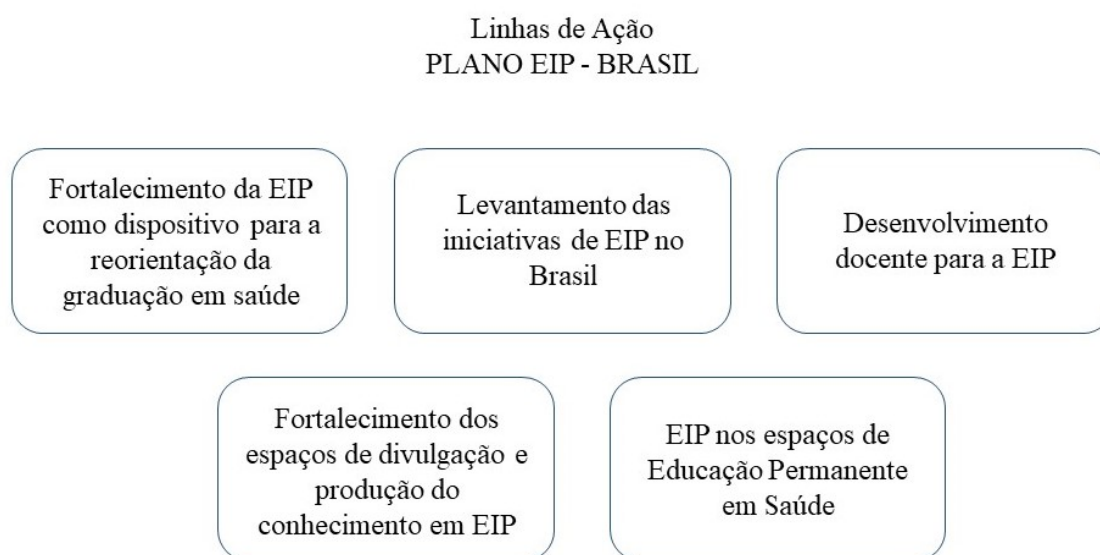 Linhas de Ação
PLANO EIP - BRASIL
Fortalecimento da EIP
como dispositivo para a
reorientação da
graduação em saúde
Levantamento das
iniciativas de EIP no
Brasil
Desenvolvimento
docente para a EIP
Fortalecimento dos
espaços de divulgação e
produção do
conhecimento em EIP
EIP nos espaços de
Educação Permanente
em Saúde